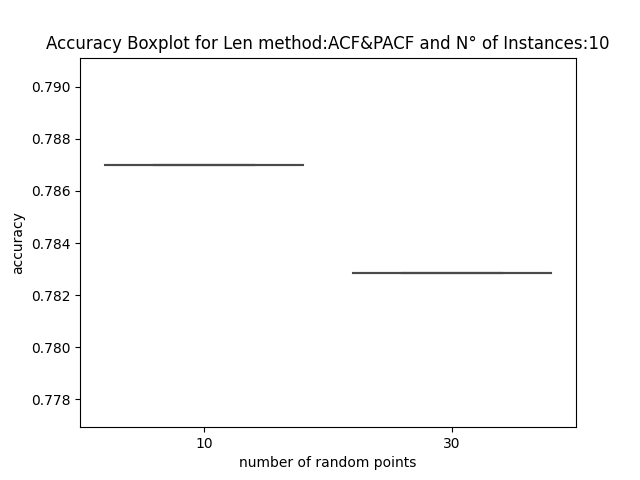 Accuracy Boxplot for Len method:ACF&PACF and N° of Instances:10
0.790
0.788
0.786
0.784
0.782
0.780
0.778
accuracy
10 30
number of random points